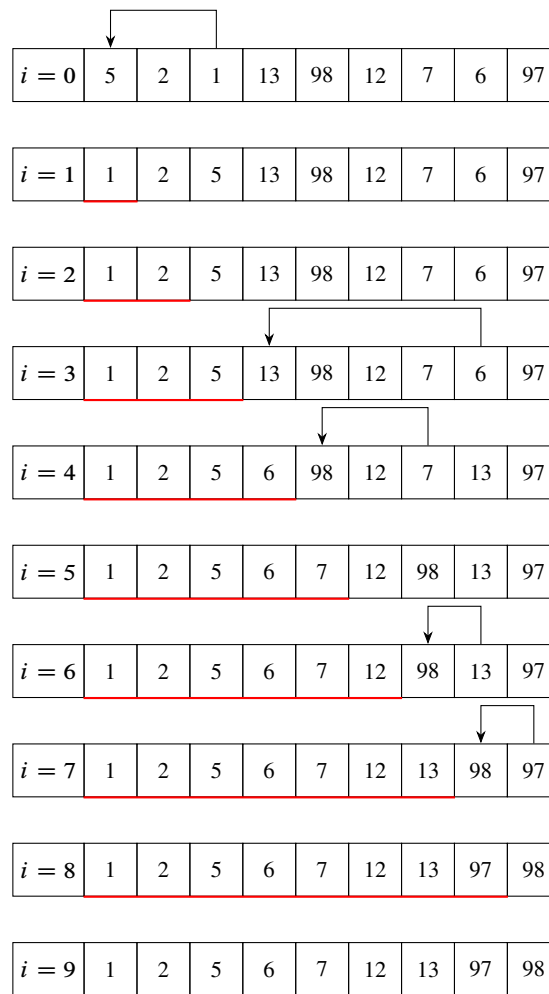 i = 0 5 2 1 13 98 12 7 6 97
i = 1 1 2 5 13 98 12 7 6 97
i = 2 1 2 5 13 98 12 7 6 97
i = 3 1 2 5 13 98 12 7 6 97
i = 4 1 2 5 6 98 12 7 13 97
i = 5 1 2 5 6 7 12 98 13 97
i = 6 1 2 5 6 7 12 98 13 97
i = 7 1 2 5 6 7 12 13 98 97
i = 8 1 2 5 6 7 12 13 97 98
i = 9 1 2 5 6 7 12 13 97 98